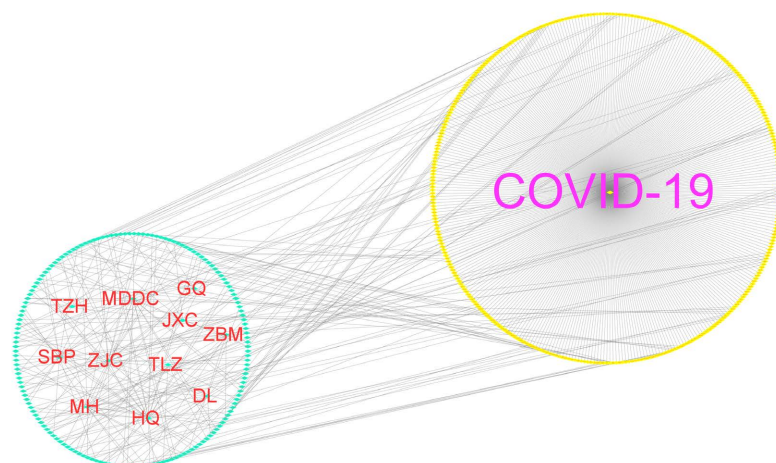 COVID-19
GQ
MDDC
TZH
JXC
ZBM
SBP
ZJC
TLZ
DL
MH
HQ